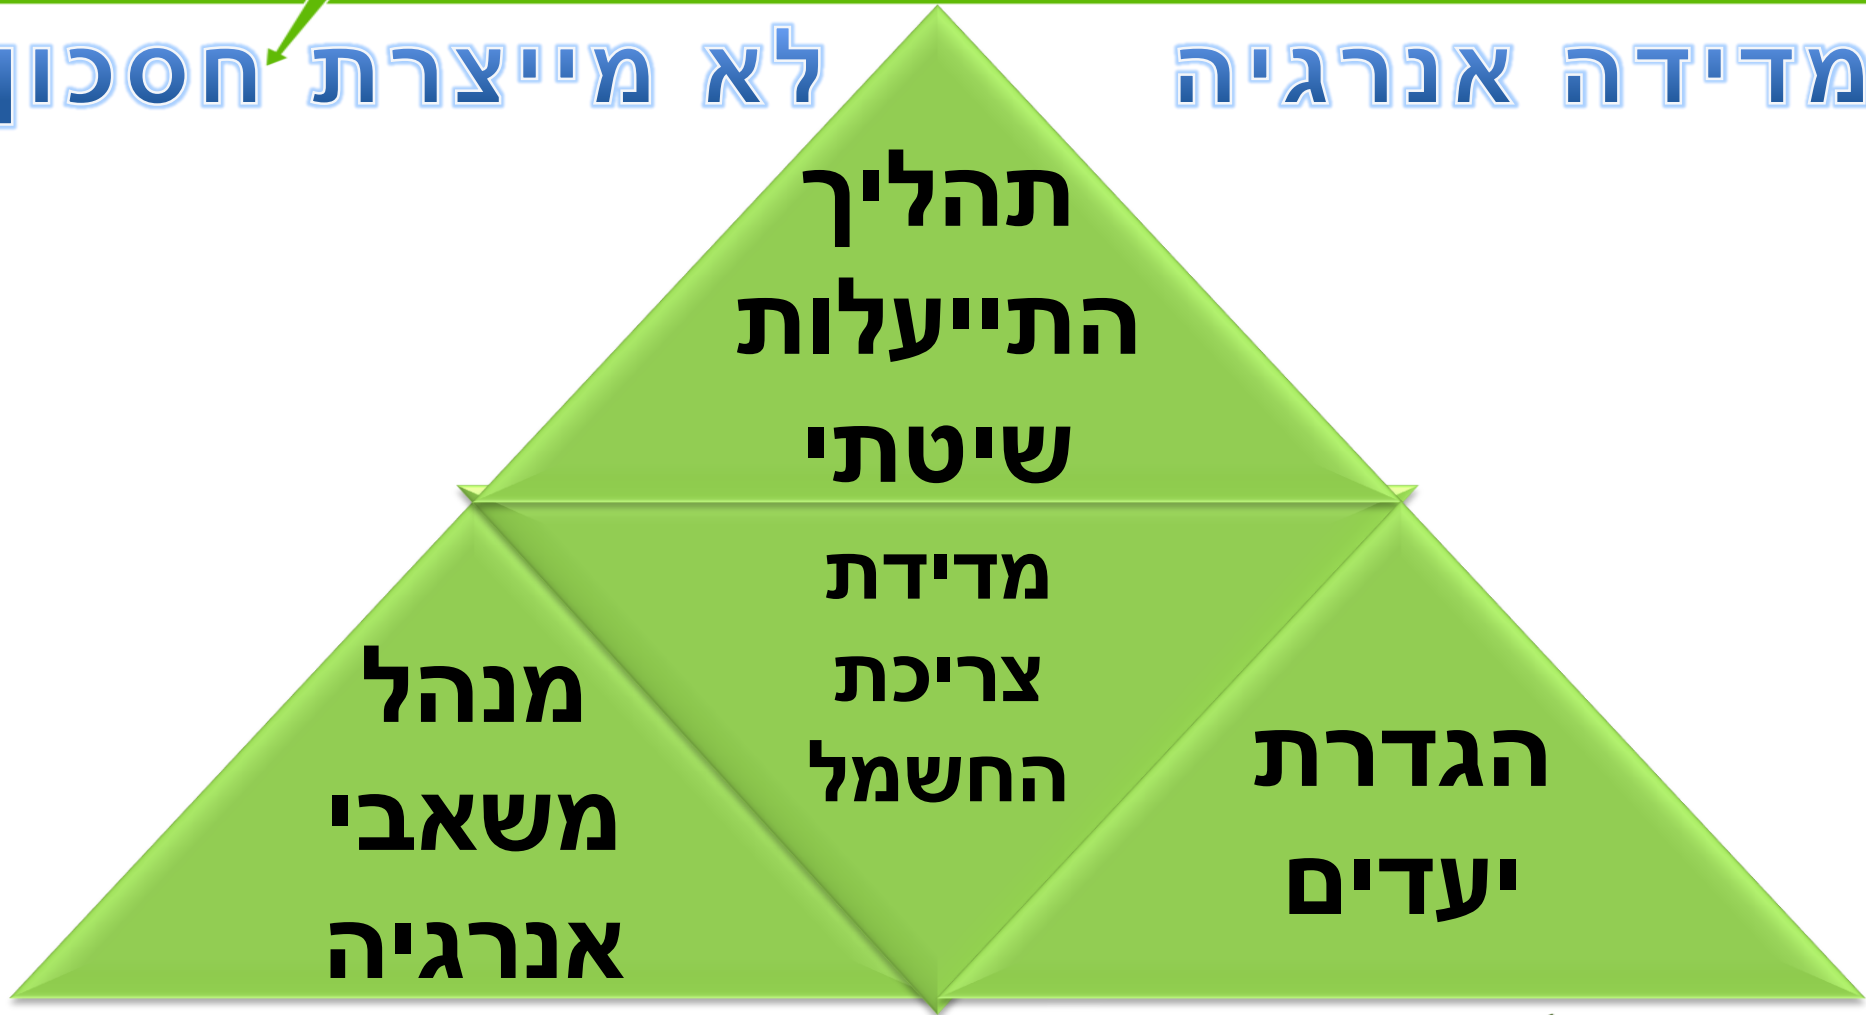 מדידה אנרגיה לא מייצרת חסכון
תהליך
התייעלות
שיטתי
מדידת
צריכת
החשמל
הגדרת
יעדים
מנהל
משאבי
אנרגיה